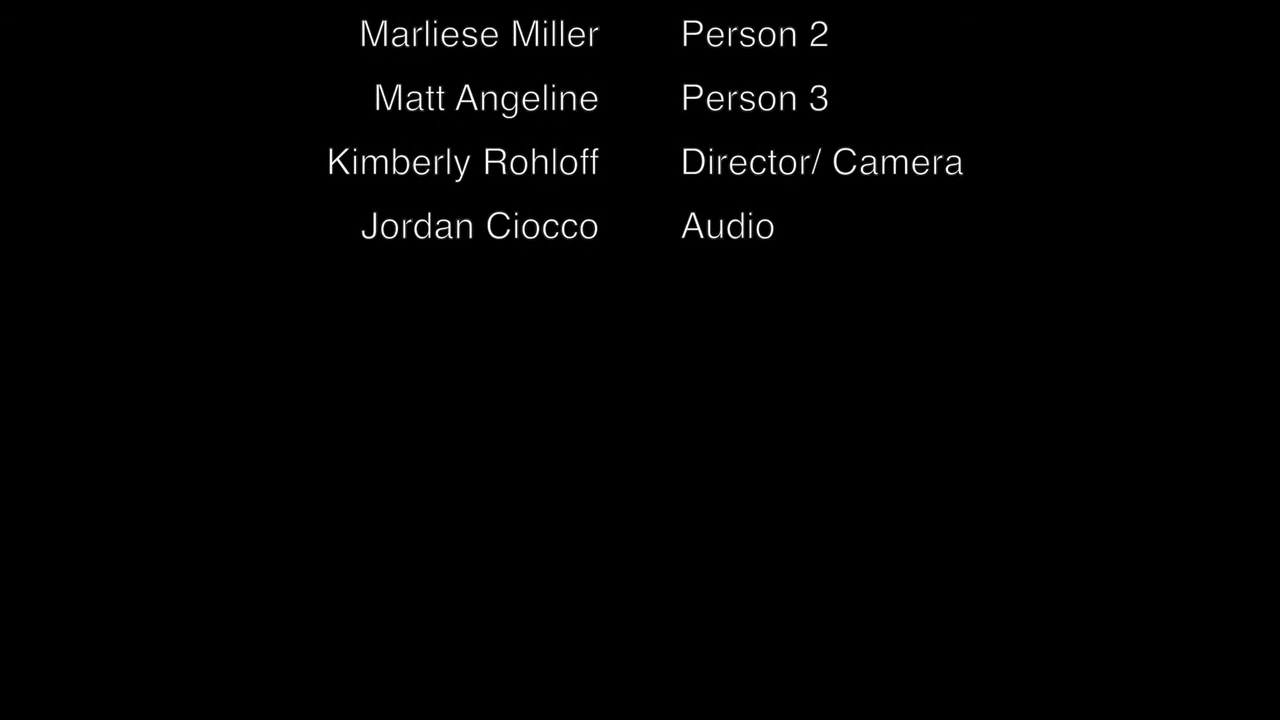 Marliese Miller Person 2
Matt Angeline Person 3
Kimberly Rohloff Director/ Camera
Jordan Ciocco Audio